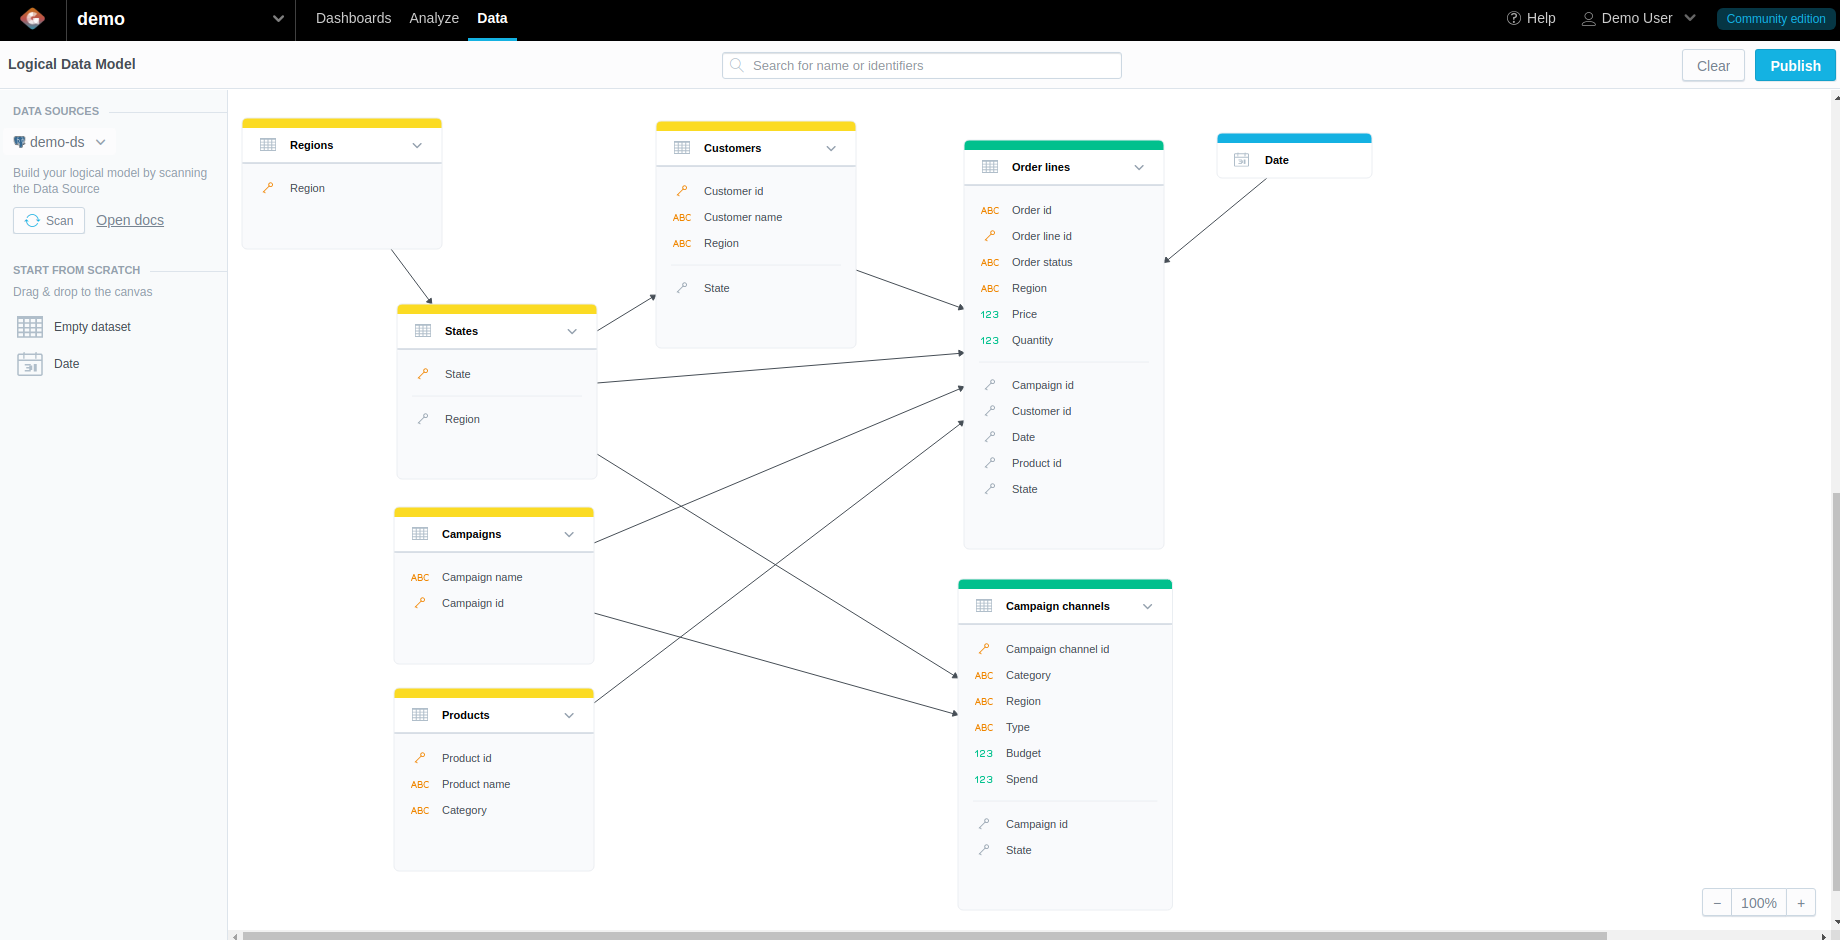 demo
Dashboards
Analyze
Data
Help
Demo User
Community edition
Logical Data Model
Search for name or identifiers
Clear
Publish
DATA SOURCES
demo-ds
Build your logical model by scanning
the Data Source
Scan
Open docs
START FROM SCRATCH
Drag & drop to the canvas
Empty dataset
Date
Regions
Region
Customers
Customer id
ABC Customer name
ABC Region
State
Order lines
ABC Order id
Order line id
ABC Order status
ABC Region
123 Price
123 Quantity
Campaign id
Customer id
Date
Product id
State
31 Date
States
State
Region
Campaigns
ABC Campaign name
Campaign id
Products
Product id
ABC Product name
ABC Category
Campaign channels
Campaign channel id
ABC Category
ABC Region
ABC Type
123 Budget
123 Spend
Campaign id
State
− 100% +